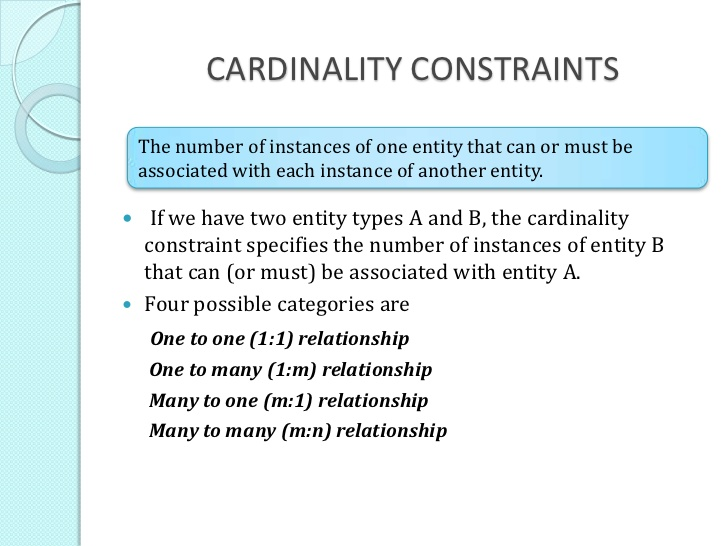 CARDINALITY CONSTRAINTS
The number of instances of one entity that can or must be
associated with each instance of another entity.
• If we have two entity types A and B, the cardinality
constraint specifies the number of instances of entity B
that can (or must) be associated with entity A.
• Four possible categories are
One to one (1:1) relationship
One to many (1:m) relationship
Many to one (m:1) relationship
Many to many (m:n) relationship